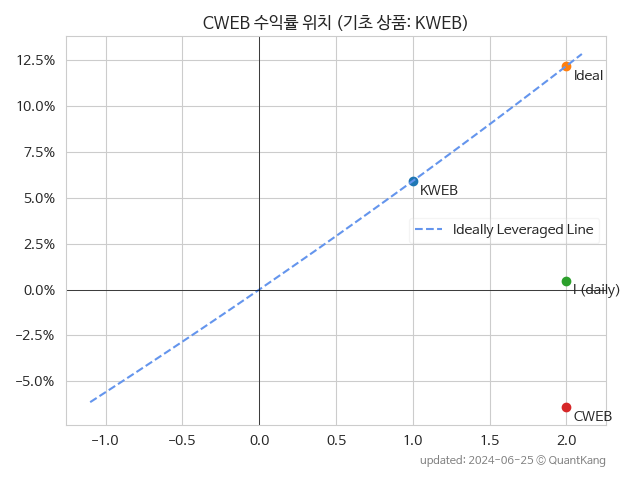 CWEB 수익률 위치 (기초 상품: KWEB)
12.5%
10.0%
7.5%
5.0%
2.5%
0.0%
−2.5%
−5.0%
Ideal
KWEB
Ideally Leveraged Line
I (daily)
CWEB
−1.0
−0.5
0.0
0.5
1.0
1.5
2.0
updated: 2024-06-25 © QuantKang